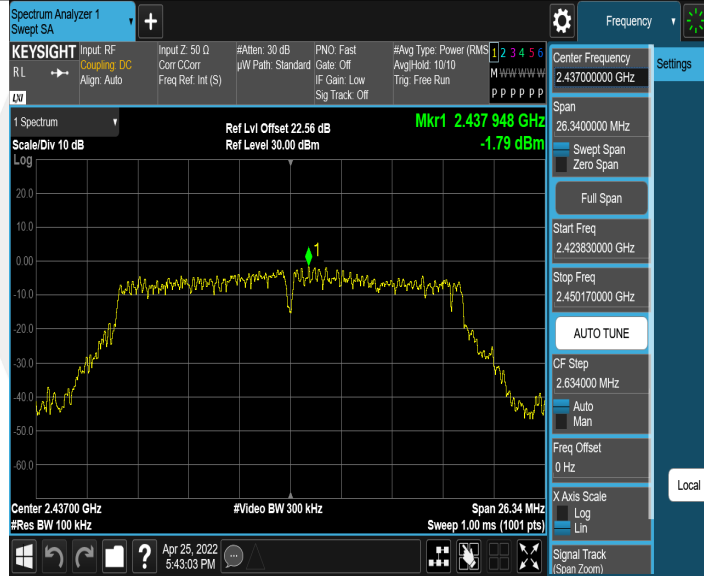 Spectrum Analyzer 1
Swept SA
+
Frequency
KEYSIGHT
RL
LXI
Input: RF
Coupling: DC
Align: Auto
Input Z: 50 Ω
Corr CCorr
Freq Ref: Int (S)
#Atten: 30 dB
µW Path: Standard
PNO: Fast
Gate: Off
IF Gain: Low
Sig Track: Off
#Avg Type: Power (RMS
Avg|Hold: 10/10
Trig: Free Run
1 2 3 4 5 6
M W W W W W
P P P P P P
1 Spectrum
Scale/Div 10 dB
Log
Ref Lvl Offset 22.56 dB
Ref Level 30.00 dBm
Mkr1 2.437 948 GHz
-1.79 dBm
20.0
10.0
0.00
-10.0
-20.0
-30.0
-40.0
-50.0
-60.0
1
Center 2.43700 GHz
#Res BW 100 kHz
#Video BW 300 kHz
Span 26.34 MHz
Sweep 1.00 ms (1001 pts)
Apr 25, 2022
5:43:03 PM
?
Center Frequency
2.437000000 GHz
Span
26.3400000 MHz
Swept Span
Zero Span
Full Span
Start Freq
2.423830000 GHz
Stop Freq
2.450170000 GHz
AUTO TUNE
CF Step
2.634000 MHz
Auto
Man
Freq Offset
0 Hz
X Axis Scale
Log
Lin
Signal Track
(Span Zoom)
Settings
Local